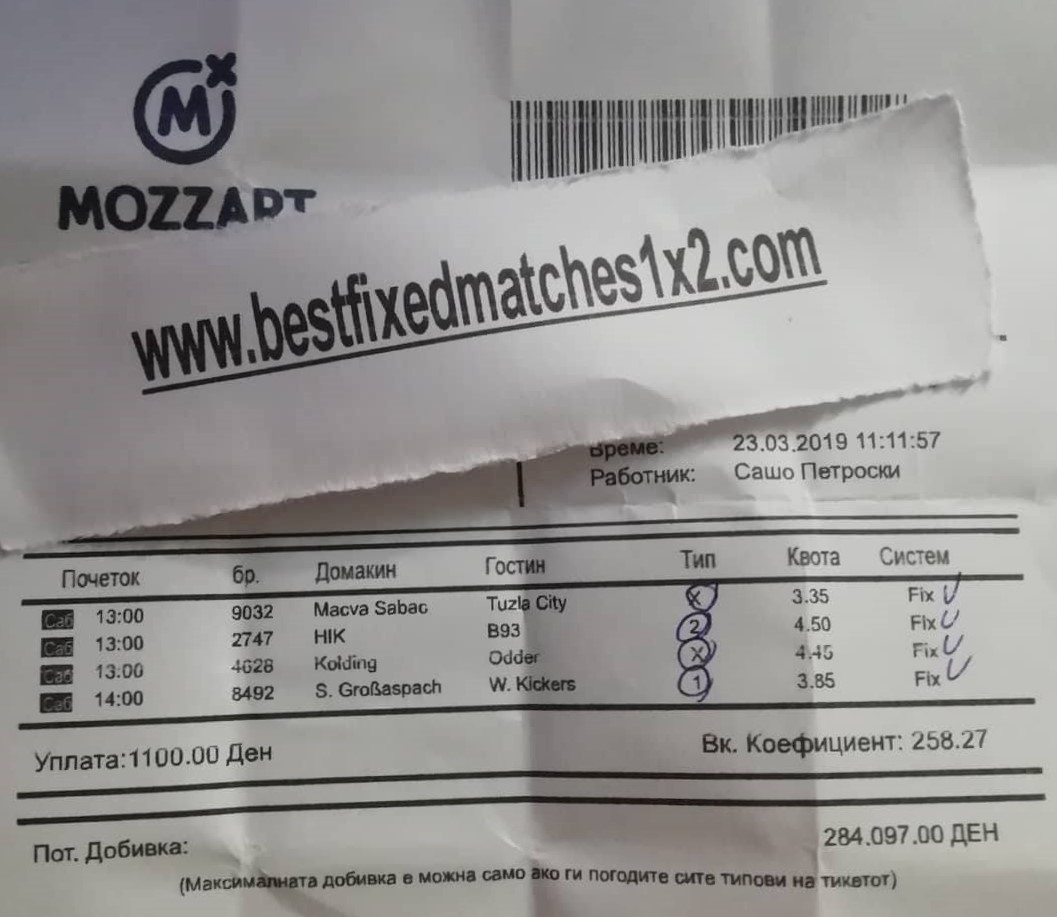 MOZZART
www.bestfixedmatches1x2.com
Време: 23.03.2019 11:11:57
Работник: Сашо Петроски
Почеток бр. Домакин Гостин Тип Квота Систем
Саб 13:00 9032 Macva Sabac Tuzla City X 3.35 Fix
Саб 13:00 2747 HIK B93 2 4.50 Fix
Саб 13:00 4628 Kolding Odder X 4.45 Fix
Саб 14:00 8492 S. Großaspach W. Kickers 1 3.85 Fix
Уплата:1100.00 Ден Вк. Коефициент: 258.27
Пот. Добивка: 284.097.00 ДЕН
(Максималната добивка е можна само ако ги погодите сите типови на тикетот)